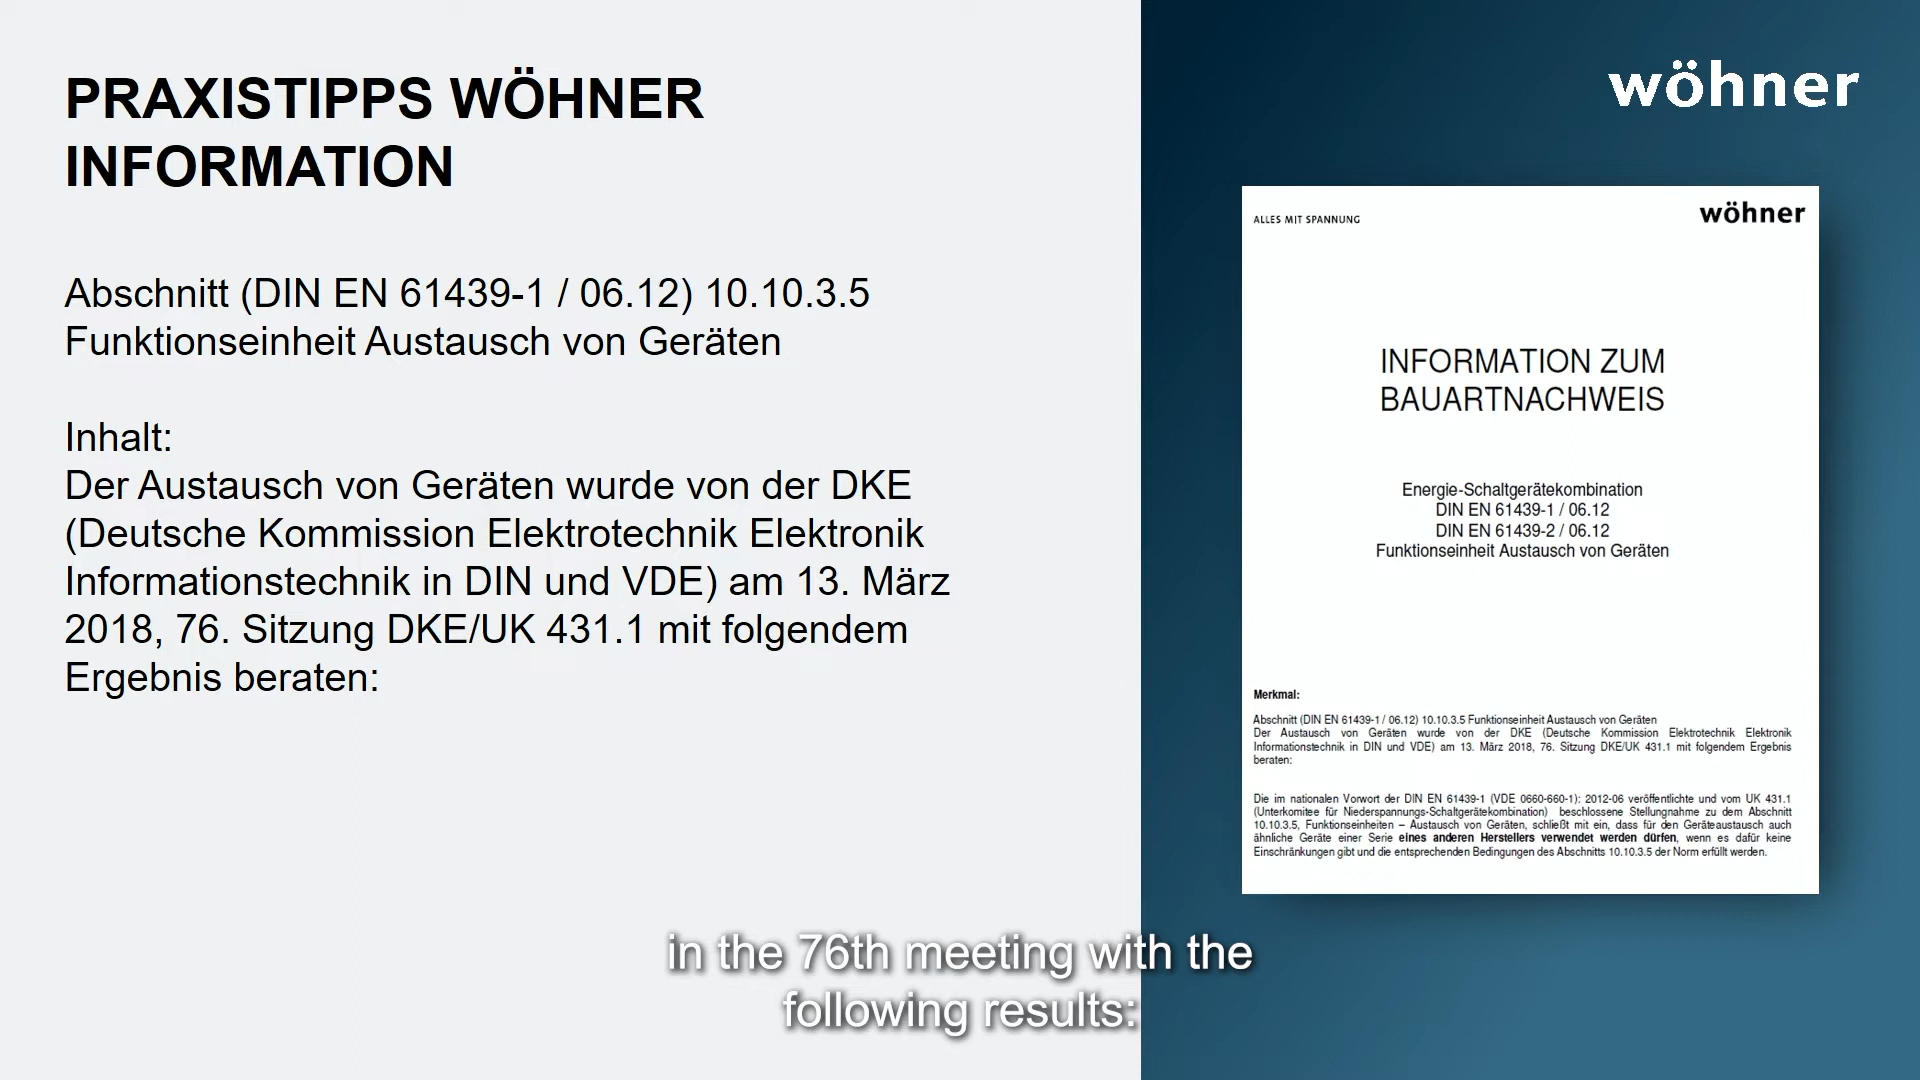 PRAXISTIPPS WÖHNER
INFORMATION
Abschnitt (DIN EN 61439-1 / 06.12) 10.10.3.5
Funktionseinheit Austausch von Geräten
Inhalt:
Der Austausch von Geräten wurde von der DKE
(Deutsche Kommission Elektrotechnik Elektronik
Informationstechnik in DIN und VDE) am 13. März
2018, 76. Sitzung DKE/UK 431.1 mit folgendem
Ergebnis beraten:
wöhner
ALLES MIT SPANNUNG
wöhner
INFORMATION ZUM
BAUARTNACHWEIS
Energie-Schaltgerätekombination
DIN EN 61439-1 / 06.12
DIN EN 61439-2 / 06.12
Funktionseinheit Austausch von Geräten
Merkmal:
Abschnitt (DIN EN 61439-1 / 06.12) 10.10.3.5 Funktionseinheit Austausch von Geräten
Der Austausch von Geräten wurde von der DKE (Deutsche Kommission Elektrotechnik Elektronik
Informationstechnik in DIN und VDE) am 13. März 2018, 76. Sitzung DKE/UK 431.1 mit folgendem Ergebnis
beraten:
Die im nationalen Vorwort der DIN EN 61439-1 (VDE 0660-660-1): 2012-06 veröffentlichte und vom UK 431.1
(Unterkomitee für Niederspannungs-Schaltgerätekombination) beschlossene Stellungnahme zu dem Abschnitt
10.10.3.5, Funktionseinheiten – Austausch von Geräten, schließt mit ein, dass für den Geräteaustausch auch
ähnliche Geräte einer Serie eines anderen Herstellers verwendet werden dürfen, wenn es dafür keine
Einschränkungen gibt und die entsprechenden Bedingungen des Abschnitts 10.10.3.5 der Norm erfüllt werden.
in the 76th meeting with the
following results: